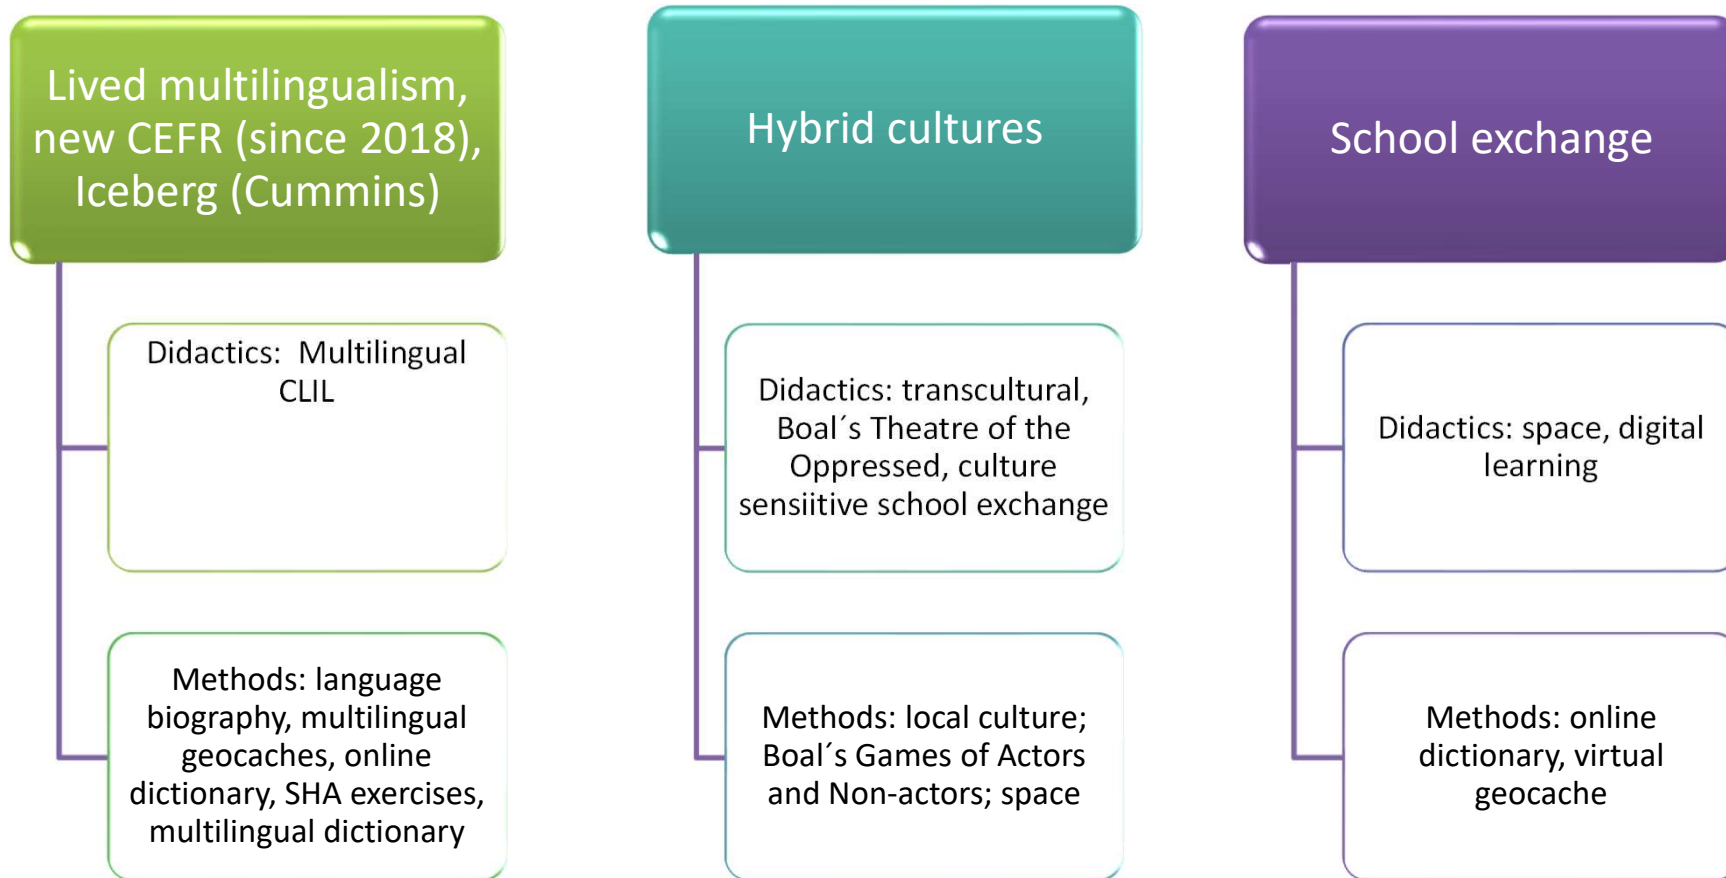 Lived multilingualism,
new CEFR (since 2018),
Iceberg (Cummins)
Didactics:  Multilingual
CLIL
Methods: language
biography, multilingual
geocaches, online
dictionary, SHA exercises,
multilingual dictionary
Hybrid cultures
Didactics: transcultural,
Boal´s Theatre of the
Oppressed, culture
sensiitive school exchange
Methods: local culture;
Boal´s Games of Actors
and Non-actors; space
School exchange
Didactics: space, digital
learning
Methods: online
dictionary, virtual
geocache